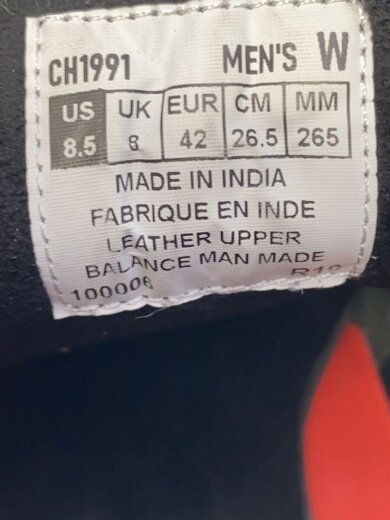 CH1991 MEN'S W
US UK EUR CM MM
8.5 8 42 26.5 265
MADE IN INDIA
FABRIQUE EN INDE
LEATHER UPPER
BALANCE MAN MADE
100006